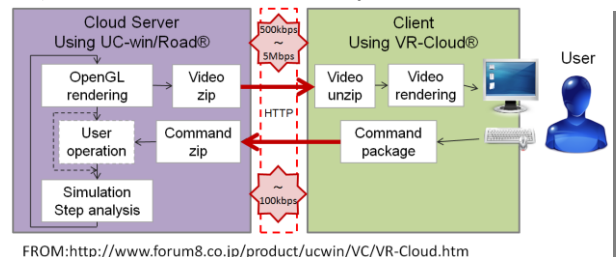 Cloud Server
Using UC-win/Road®
500kbps
~
5Mbps
Client
Using VR-Cloud®
User
OpenGL
rendering
Video
zip
Video
unzip
Video
rendering
HTTP
User
operation
Command
zip
Command
package
Simulation
Step analysis
~
100kbps
FROM:http://www.forum8.co.jp/product/ucwin/VC/VR-Cloud.htm